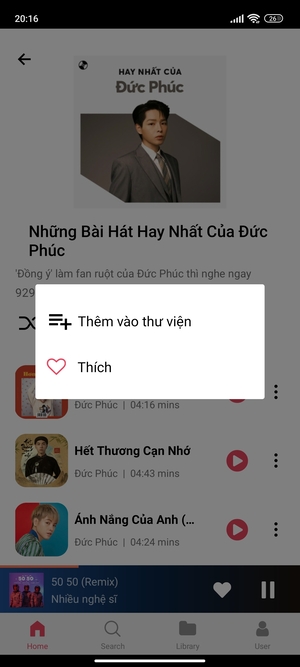 20:16
26
HAY NHẤT CỦA
Đức Phúc
Những Bài Hát Hay Nhất Của Đức
Phúc
'Đồng ý' làm fan ruột của Đức Phúc thì nghe ngay
929
Thêm vào thư viện
Thích
Đức Phúc | 04:16 mins
Hết Thương Cạn Nhớ
Đức Phúc | 04:43 mins
Ánh Nắng Của Anh (...
Đức Phúc | 04:24 mins
50 50 (Remix)
Nhiều nghệ sĩ
Home
Search
Library
User